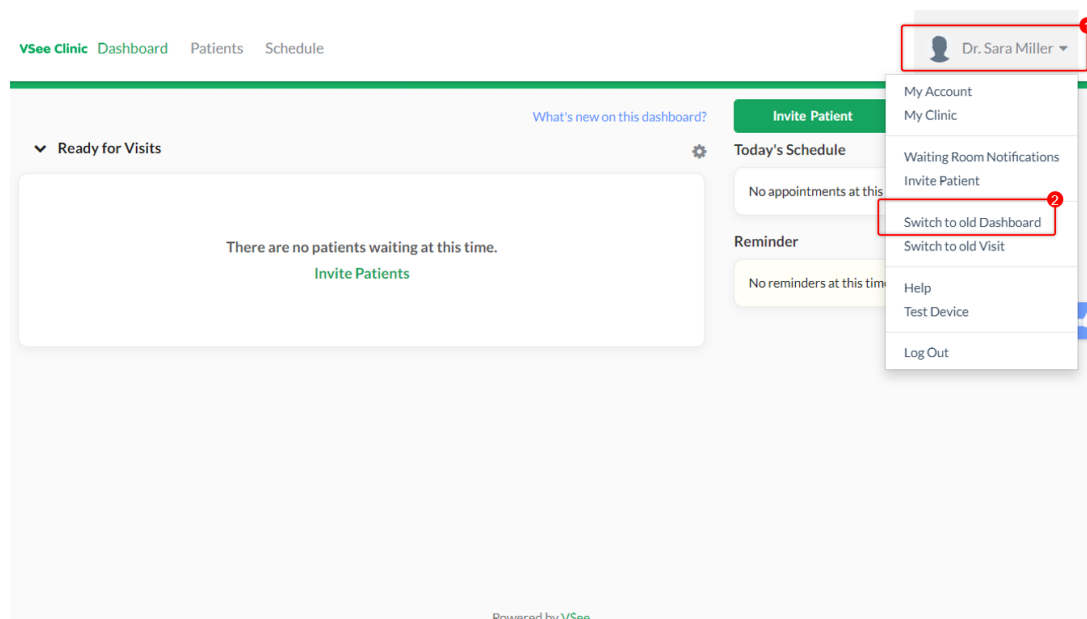 VSee Clinic Dashboard Patients Schedule
1
Dr. Sara Miller
What's new on this dashboard?
Invite Patient
Ready for Visits
Today's Schedule
No appointments at this
There are no patients waiting at this time.
Invite Patients
Reminder
No reminders at this
My Account
My Clinic
Waiting Room Notifications
Invite Patient
2
Switch to old Dashboard
Switch to old Visit
Help
Test Device
Log Out
Powered by VSee